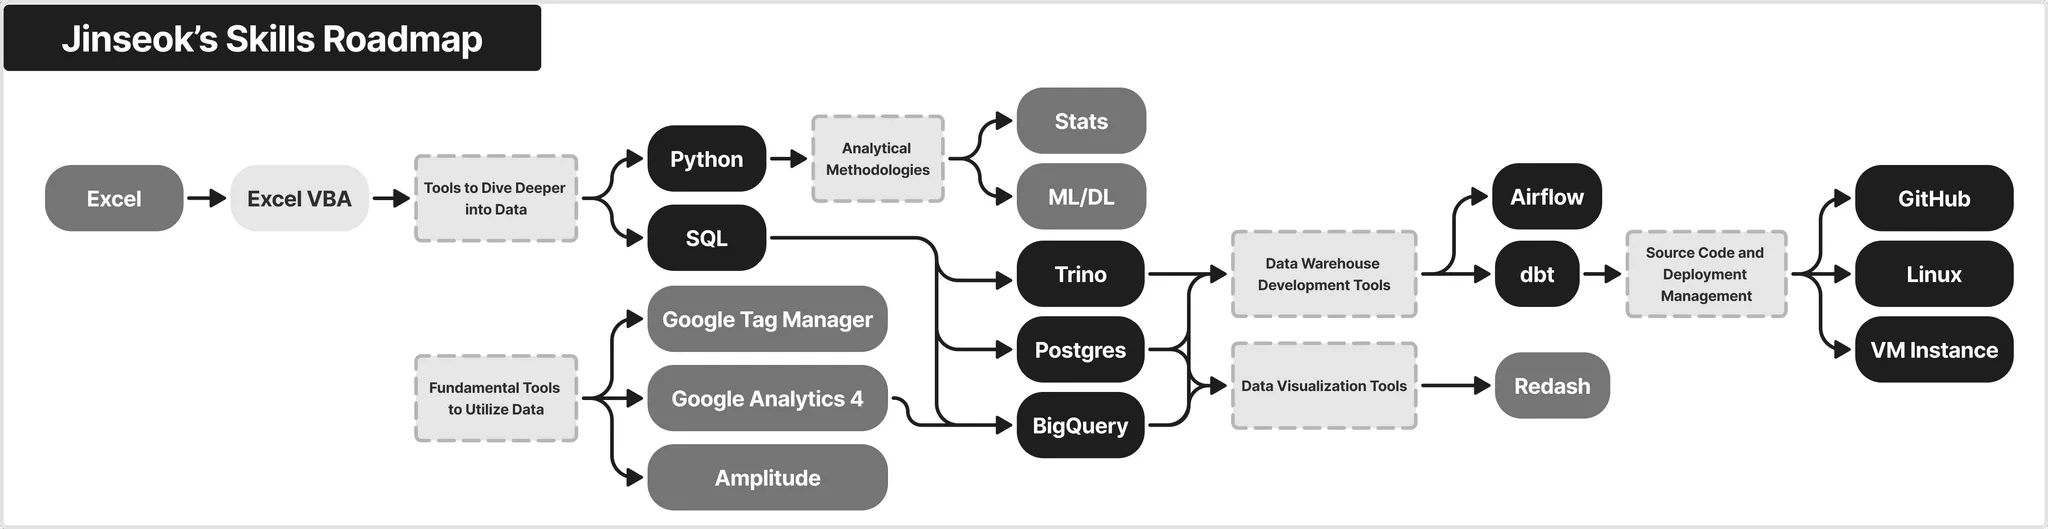 Jinseok’s Skills Roadmap
Excel
Excel VBA
Tools to Dive Deeper
into Data
Python
SQL
Analytical
Methodologies
Stats
ML/DL
Fundamental Tools
to Utilize Data
Google Tag Manager
Google Analytics 4
Amplitude
Trino
Postgres
BigQuery
Data Warehouse
Development Tools
Data Visualization Tools
Airflow
dbt
Redash
Source Code and
Deployment
Management
GitHub
Linux
VM Instance